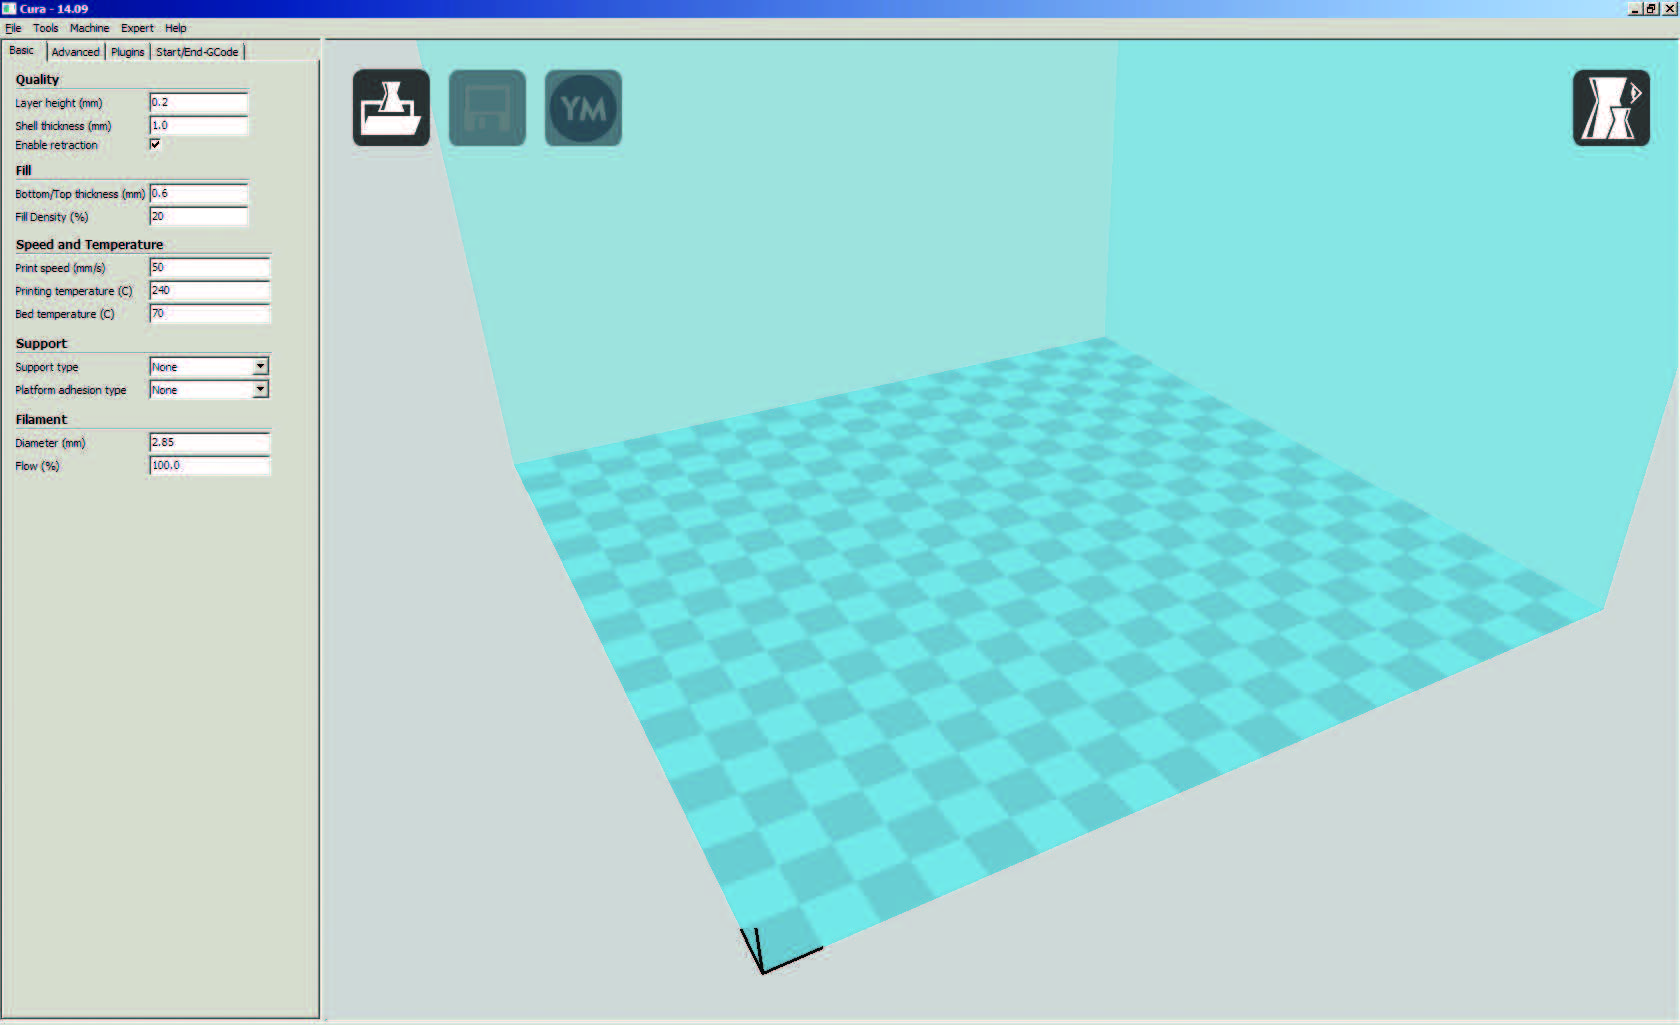 Cura - 14.09
File Tools Machine Expert Help
Basic Advanced Plugins Start/End-GCode
Quality
Layer height (mm) 0.2
Shell thickness (mm) 1.0
Enable retraction
Fill
Bottom/Top thickness (mm) 0.6
Fill Density (%) 20
Speed and Temperature
Print speed (mm/s) 50
Printing temperature (C) 240
Bed temperature (C) 70
Support
Support type None
Platform adhesion type None
Filament
Diameter (mm) 2.85
Flow (%) 100.0
YM